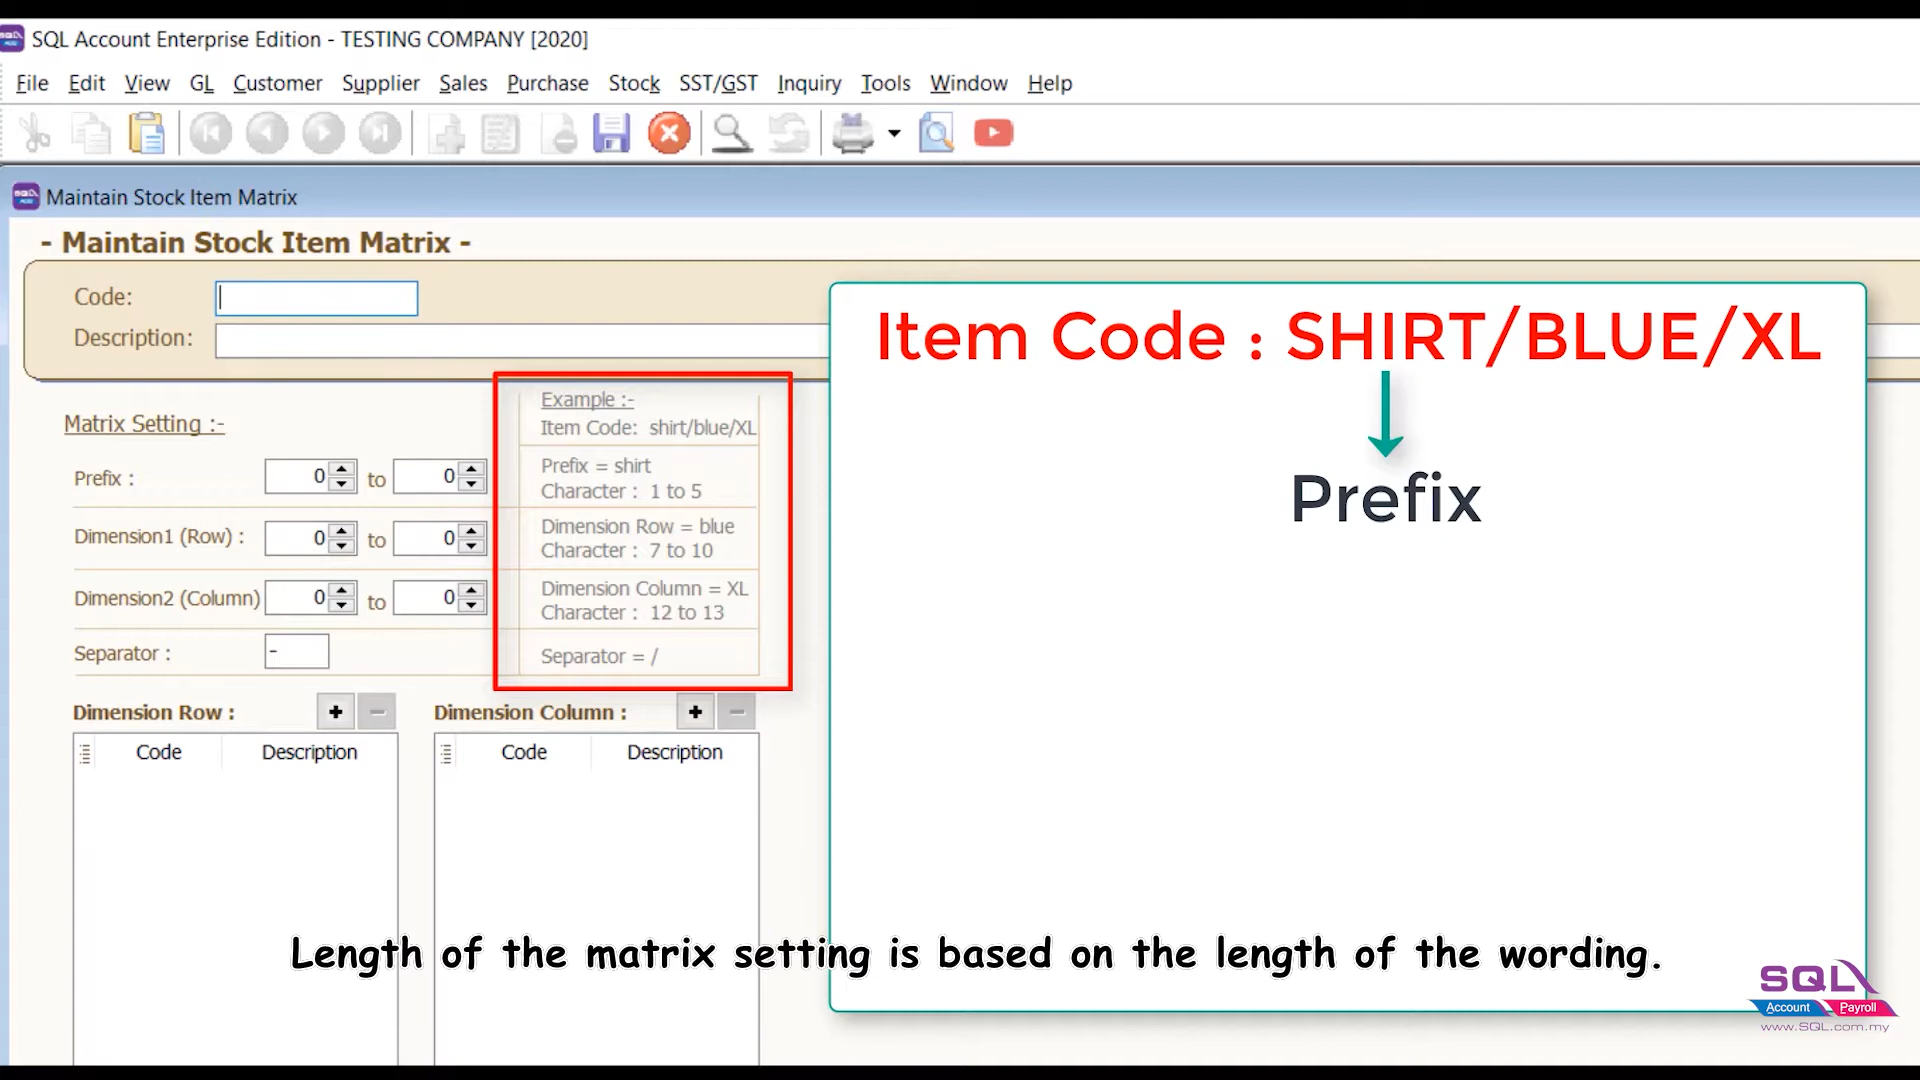 SQL Account Enterprise Edition - TESTING COMPANY [2020]
File Edit View GL Customer Supplier Sales Purchase Stock SST/GST Inquiry Tools Window Help
Maintain Stock Item Matrix
- Maintain Stock Item Matrix -
Code:
Description:
Item Code : SHIRT/BLUE/XL
Prefix
Matrix Setting :-
Prefix : 0 to 0
Dimension1 (Row) : 0 to 0
Dimension2 (Column) 0 to 0
Separator : -
Example :-
Item Code: shirt/blue/XL
Prefix = shirt
Character : 1 to 5
Dimension Row = blue
Character : 7 to 10
Dimension Column = XL
Character : 12 to 13
Separator = /
Dimension Row : + -
Code Description
Dimension Column : + -
Code Description
Length of the matrix setting is based on the length of the wording.
SQL
Account Payroll
www.SQL.com.my